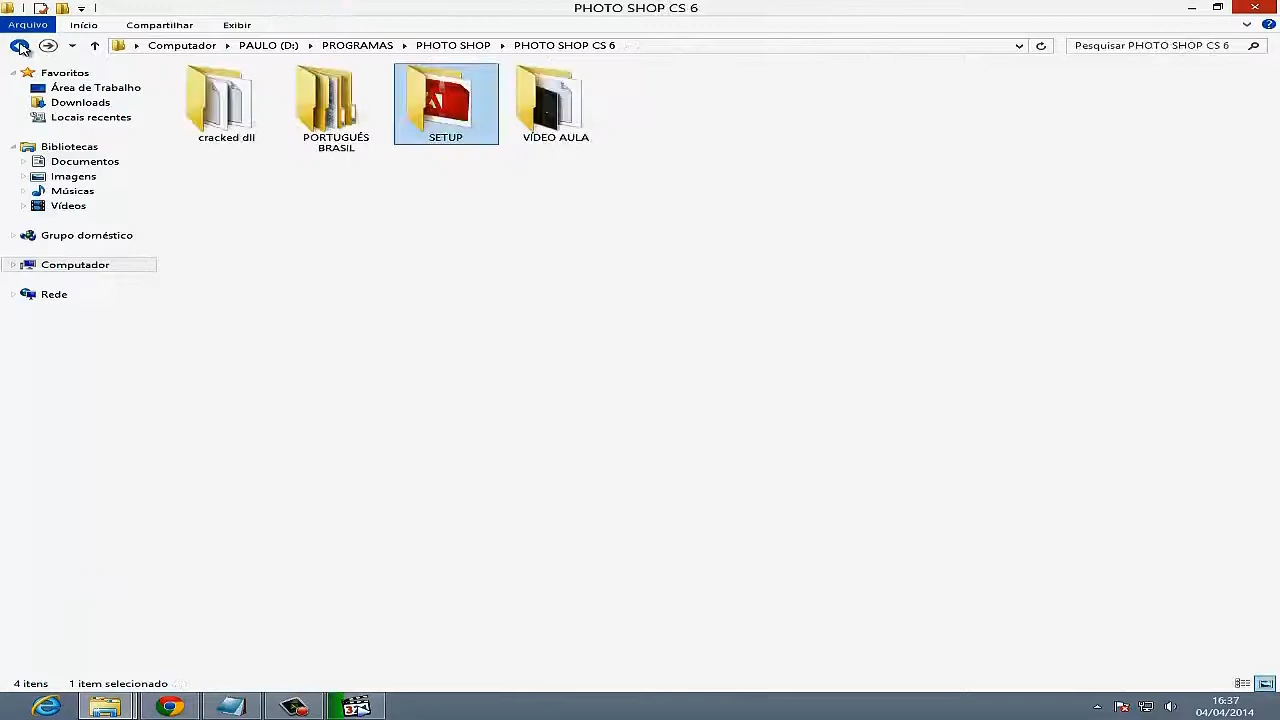 PHOTO SHOP CS 6
Arquivo Início Compartilhar Exibir
Computador PAULO (D:) PROGRAMAS PHOTO SHOP PHOTO SHOP CS 6 Pesquisar PHOTO SHOP CS 6
Favoritos
Área de Trabalho
Downloads
Locais recentes
Bibliotecas
Documentos
Imagens
Músicas
Vídeos
Grupo doméstico
Computador
Rede
cracked dll
PORTUGUÊS
BRASIL
SETUP
VÍDEO AULA
4 itens 1 item selecionado
16:37
04/04/2014